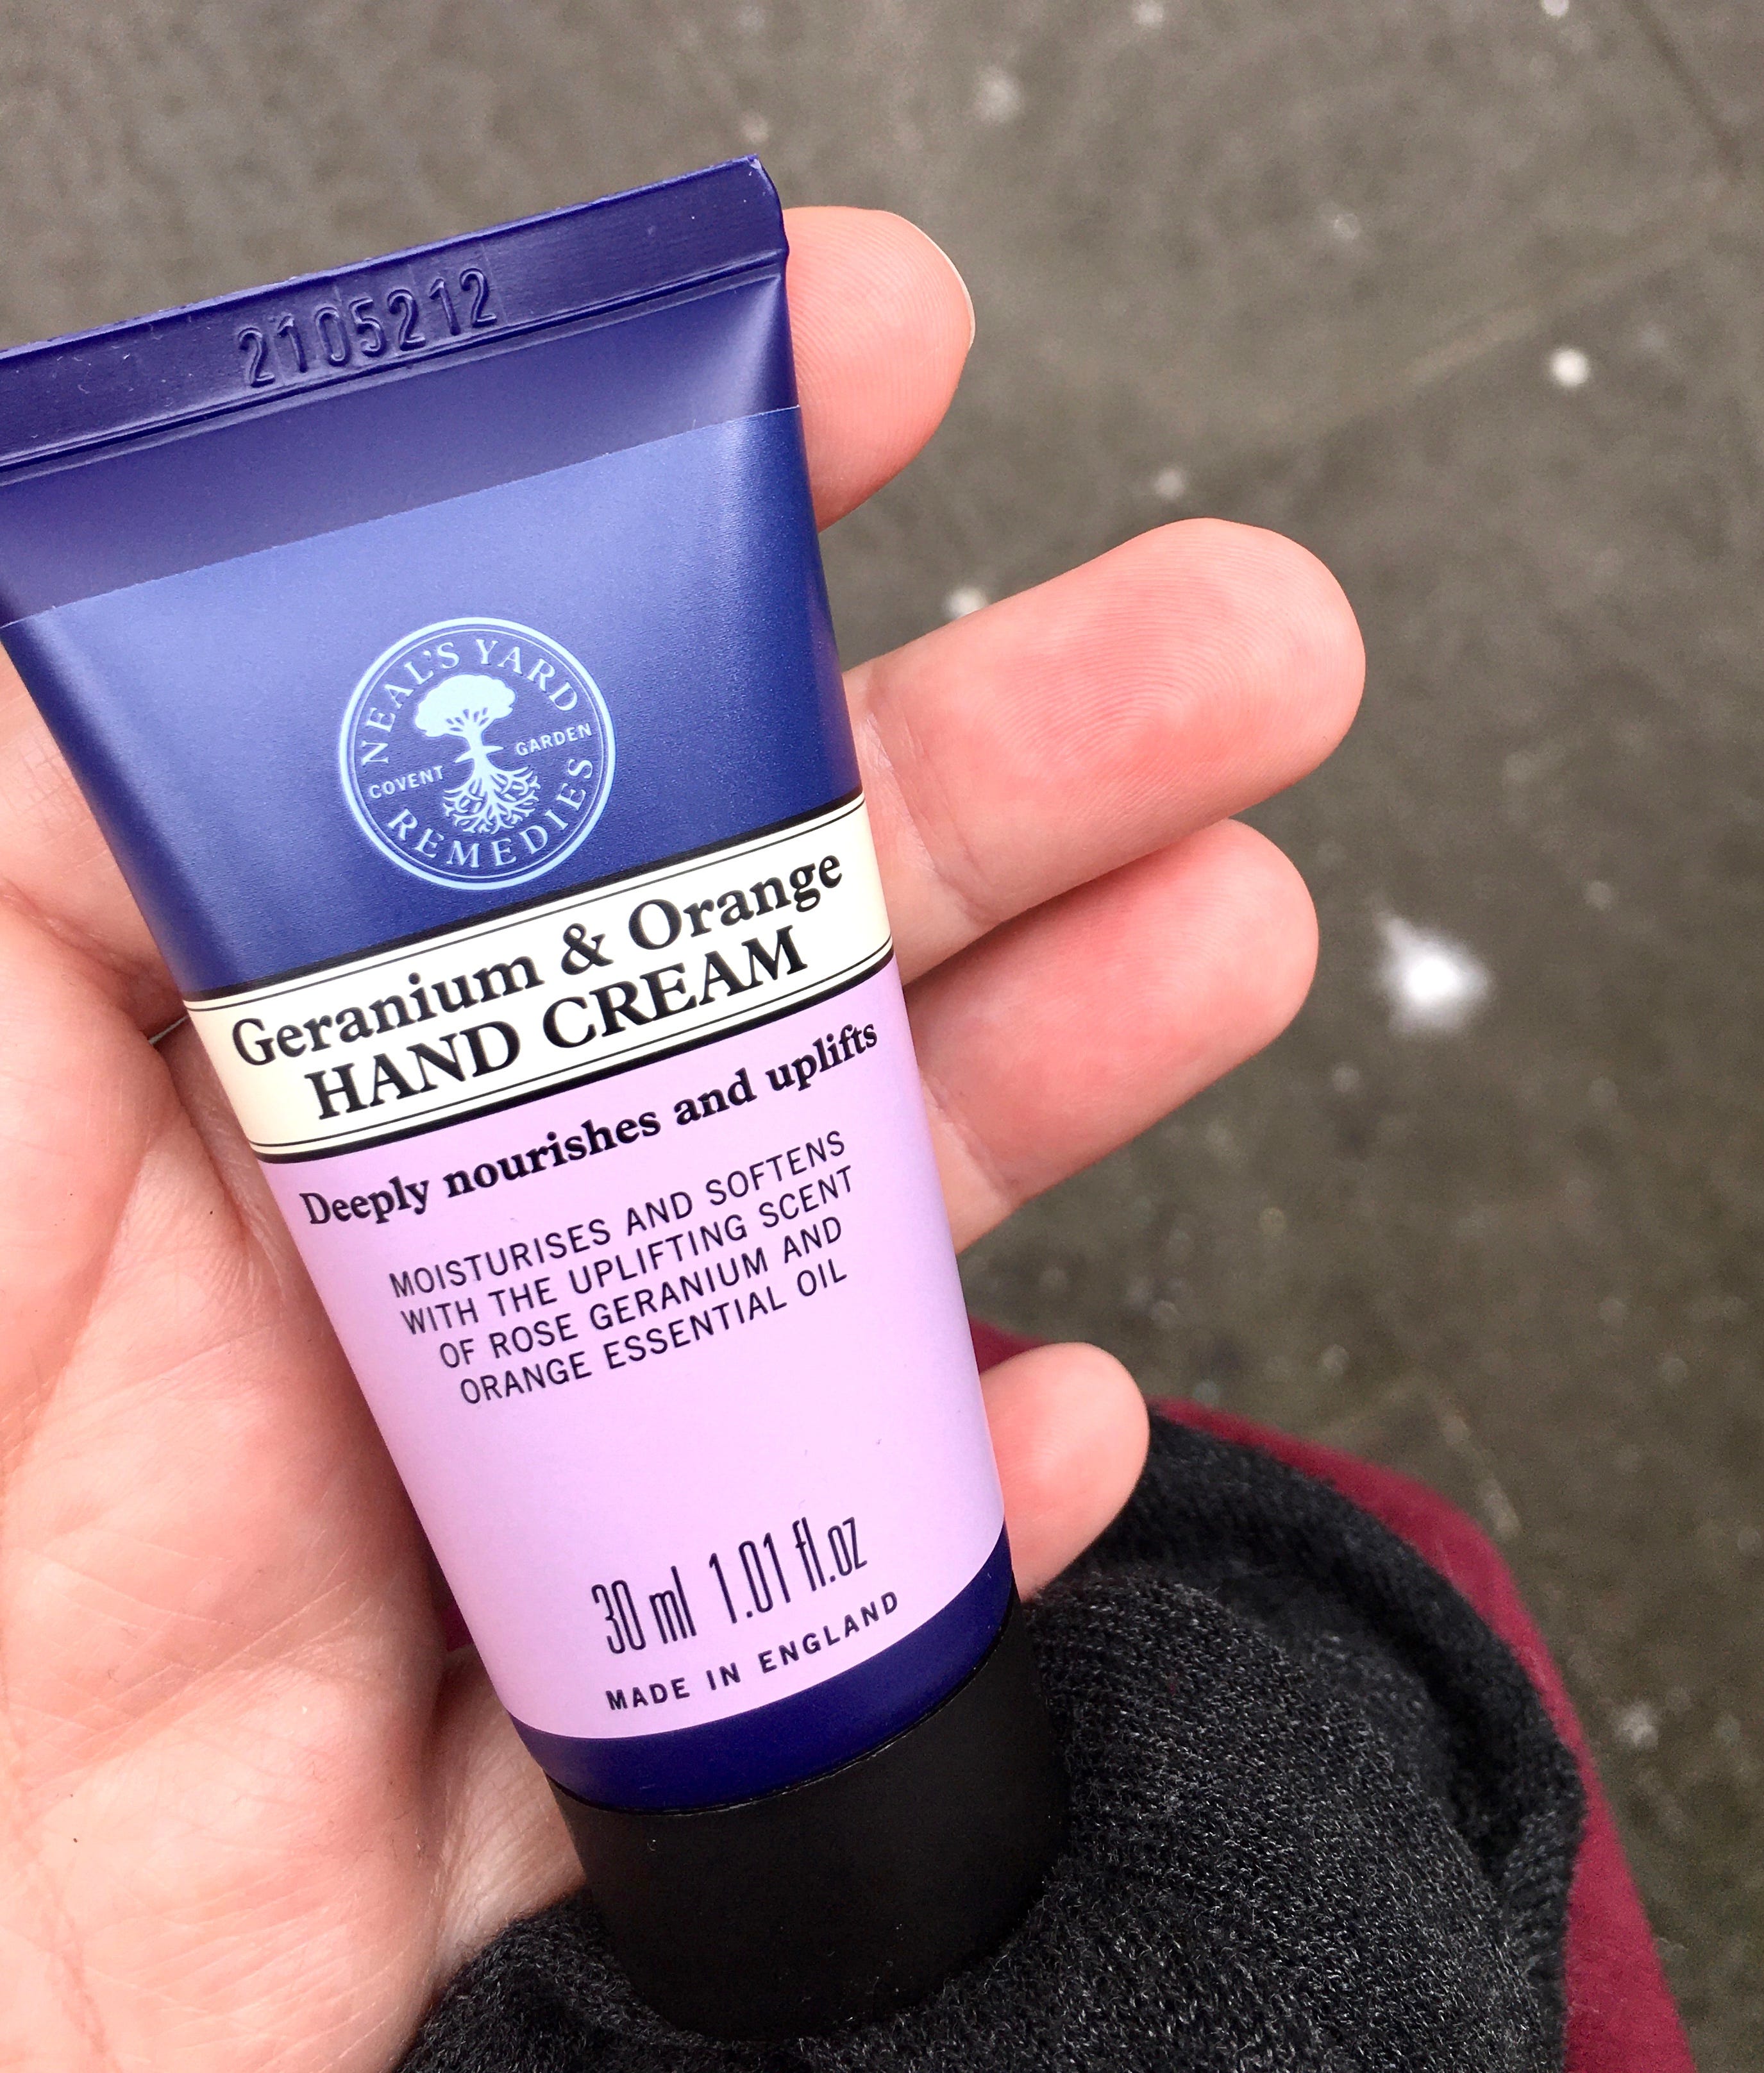 2105212
NEAL'S YARD
COVENT GARDEN
REMEDIES
Geranium & Orange
HAND CREAM
Deeply nourishes and uplifts
MOISTURISES AND SOFTENS
WITH THE UPLIFTING SCENT
OF ROSE GERANIUM AND
ORANGE ESSENTIAL OIL
30 ml 1.01 fl.oz
MADE IN ENGLAND